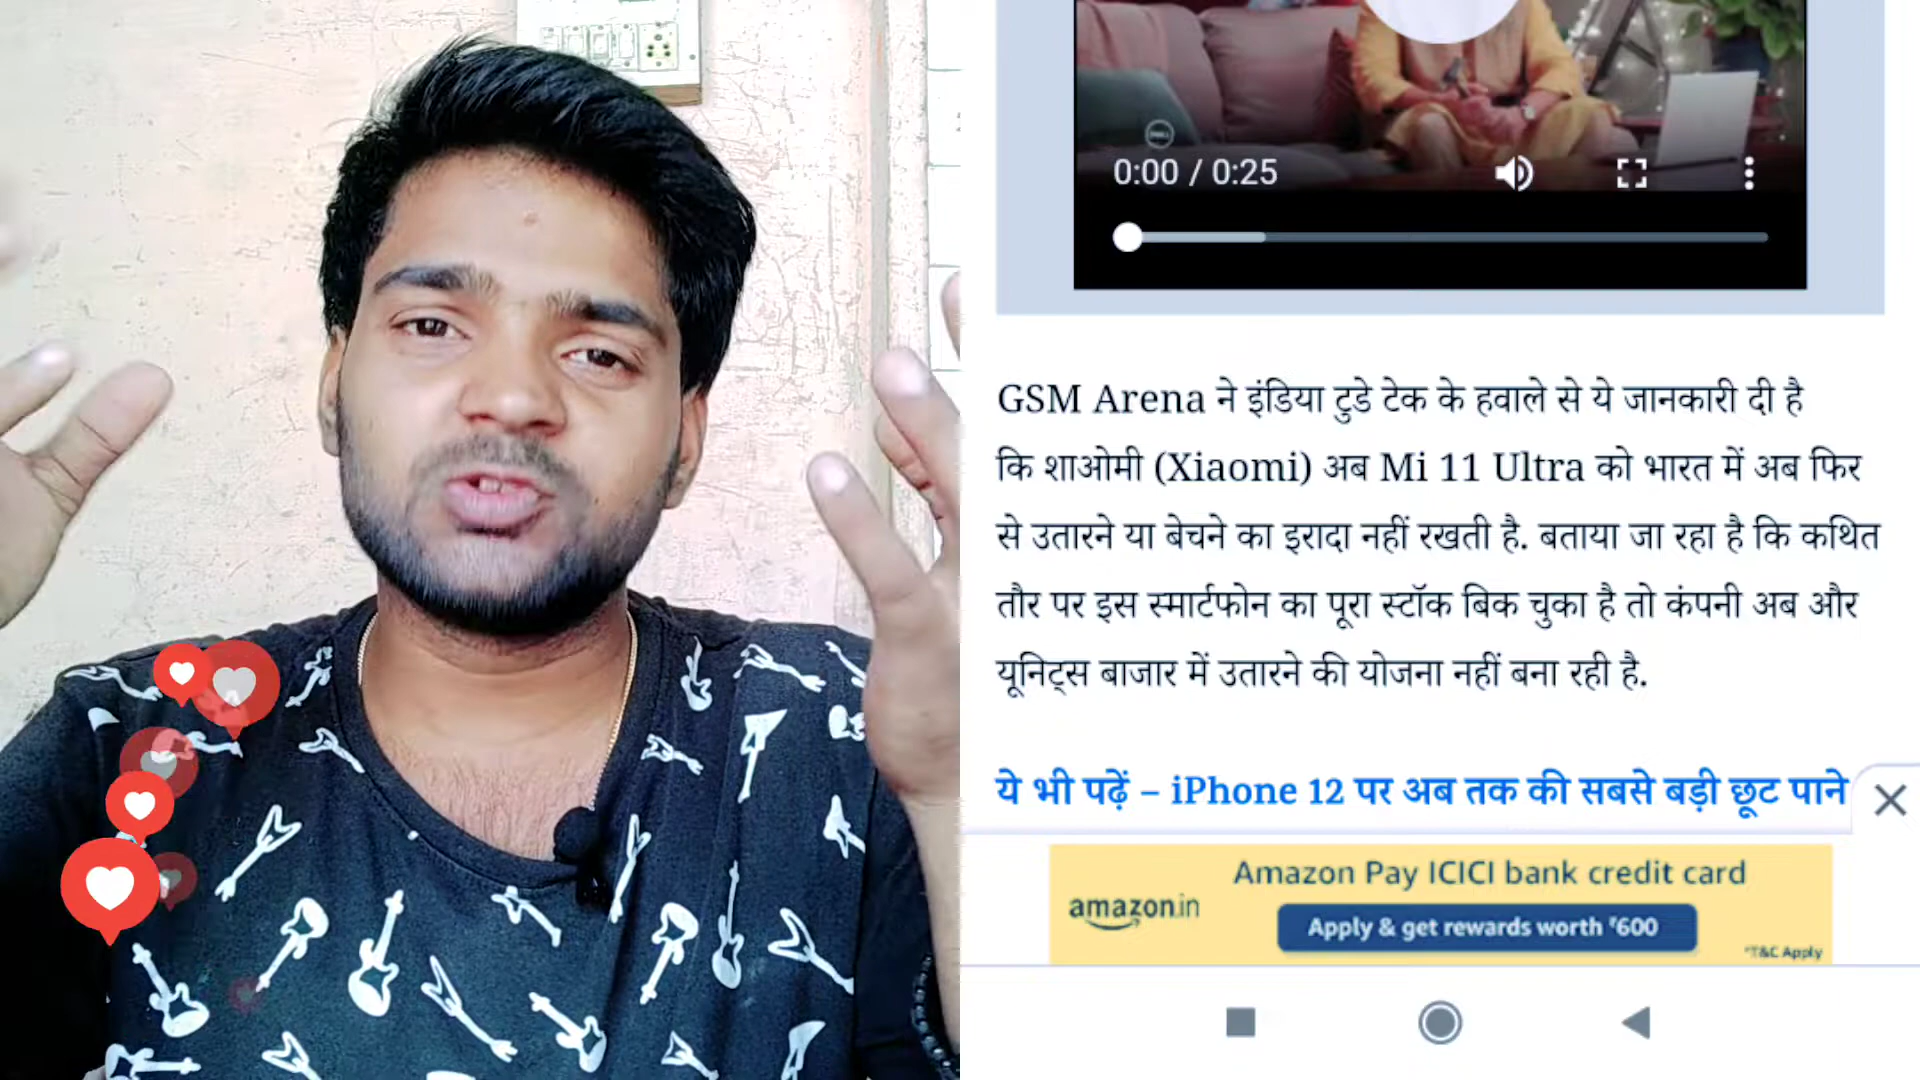 0:00 / 0:25
GSM Arena ने इंडिया टुडे टेक के हवाले से ये जानकारी दी है
कि शाओमी (Xiaomi) अब Mi 11 Ultra को भारत में अब फिर
से उतारने या बेचने का इरादा नहीं रखती है. बताया जा रहा है कि कथित
तौर पर इस स्मार्टफोन का पूरा स्टॉक बिक चुका है तो कंपनी अब और
यूनिट्स बाजार में उतारने की योजना नहीं बना रही है.
ये भी पढ़ें – iPhone 12 पर अब तक की सबसे बड़ी छूट पाने
Amazon Pay ICICI bank credit card
amazon.in
Apply & get rewards worth ₹600
*T&C Apply